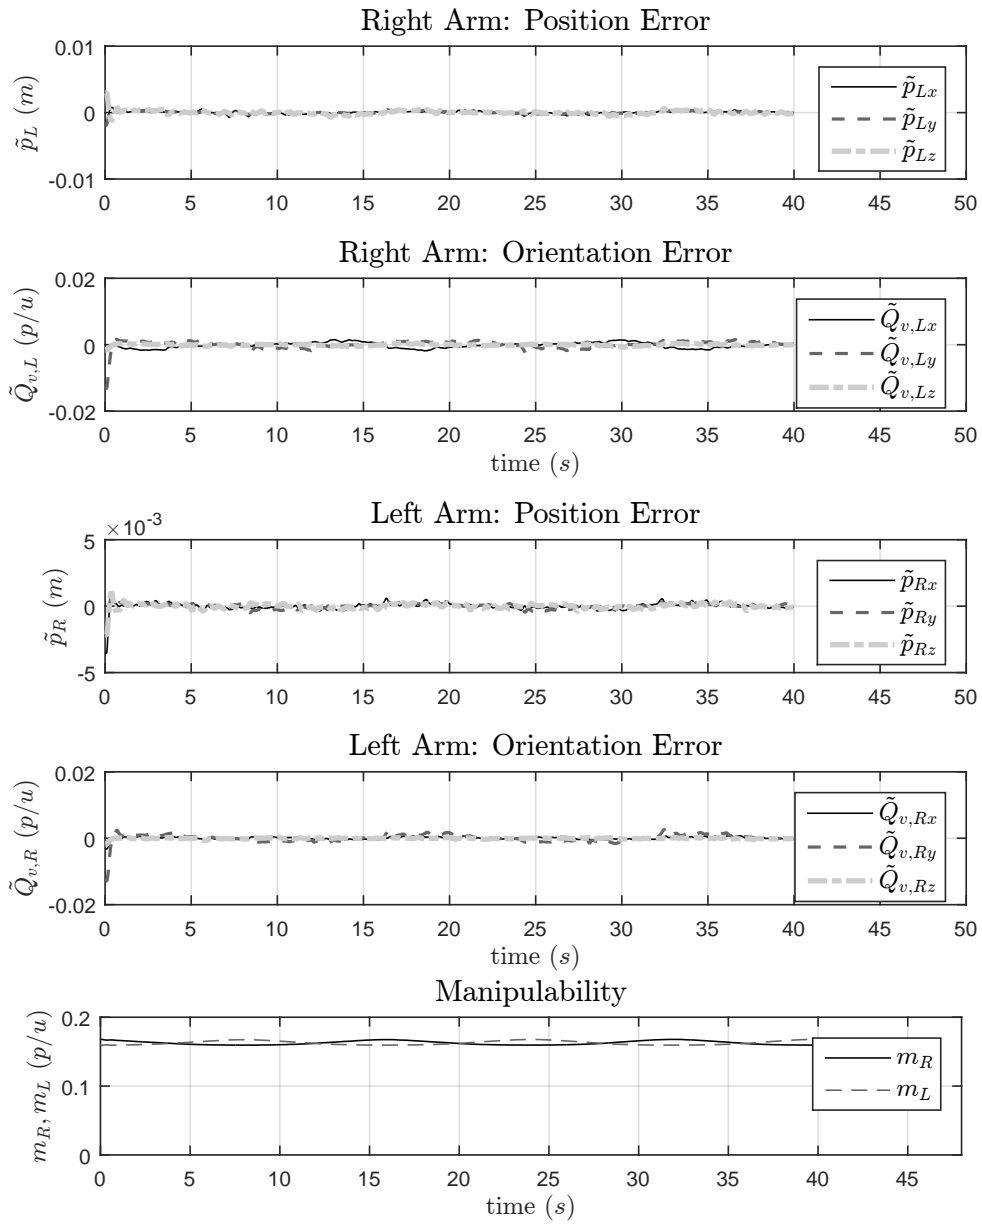 Right Arm: Position Error
0.01
0
-0.01
p̃_L (m)
p̃_Lx
p̃_Ly
p̃_Lz
0 5 10 15 20 25 30 35 40 45 50
Right Arm: Orientation Error
0.02
0
-0.02
Q̃_v,L (p/u)
Q̃_v,Lx
Q̃_v,Ly
Q̃_v,Lz
0 5 10 15 20 25 30 35 40 45 50
time (s)
Left Arm: Position Error
×10^-3
5
0
-5
p̃_R (m)
p̃_Rx
p̃_Ry
p̃_Rz
0 5 10 15 20 25 30 35 40 45 50
Left Arm: Orientation Error
0.02
0
-0.02
Q̃_v,R (p/u)
Q̃_v,Rx
Q̃_v,Ry
Q̃_v,Rz
0 5 10 15 20 25 30 35 40 45 50
time (s)
Manipulability
0.2
0.1
0
m_R, m_L (p/u)
m_R
m_L
0 5 10 15 20 25 30 35 40 45
time (s)